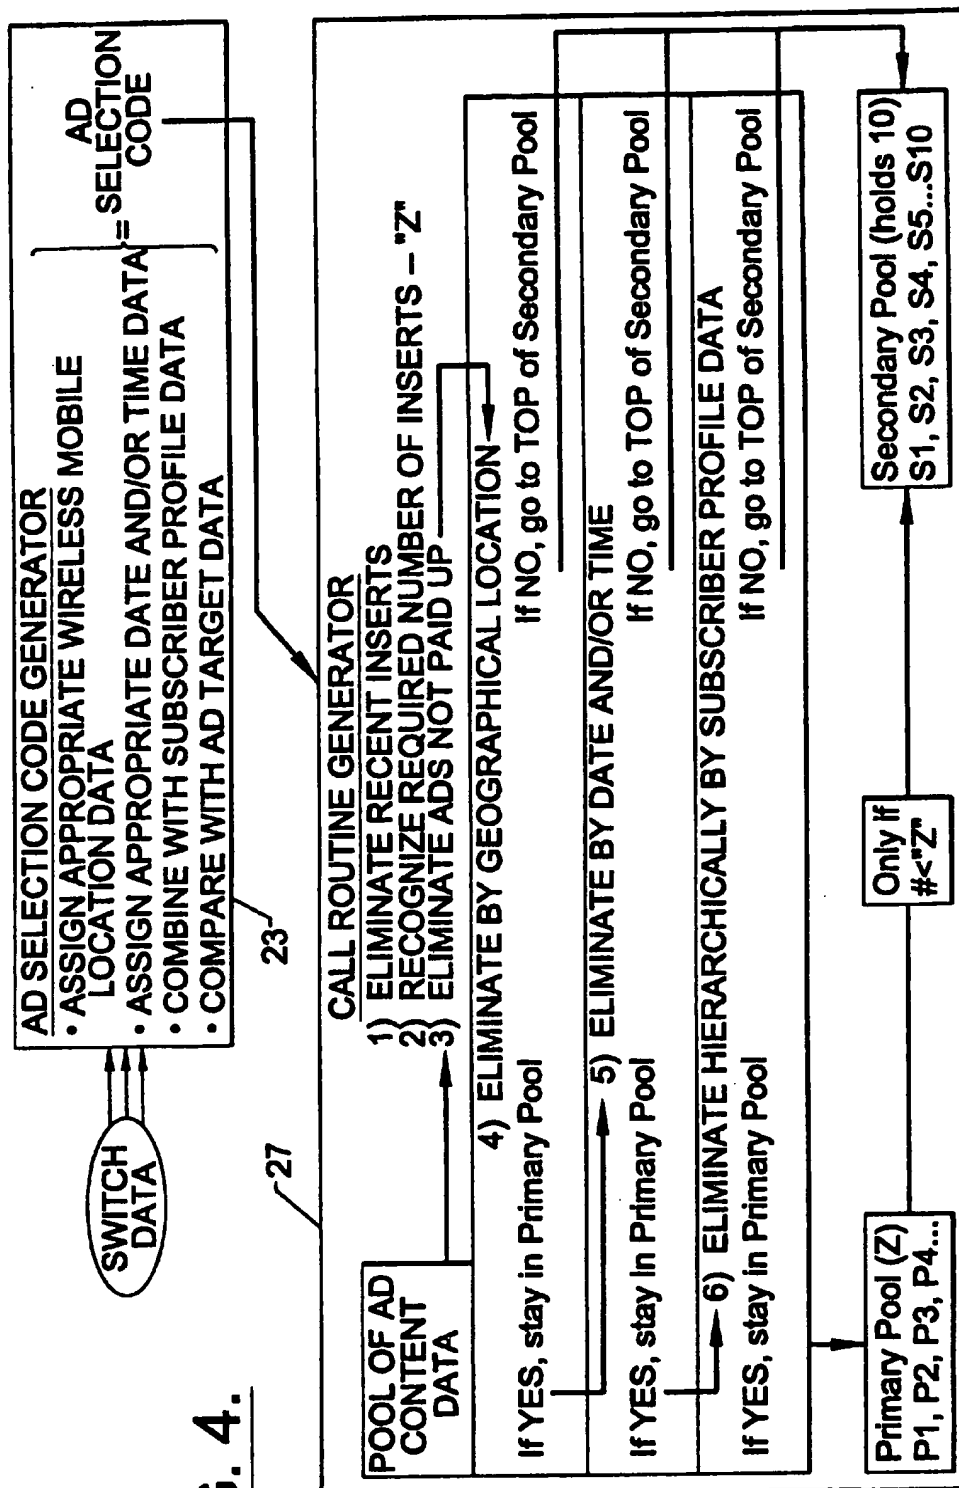 SWITCH
DATA
AD SELECTION CODE GENERATOR
• ASSIGN APPROPRIATE WIRELESS MOBILE
LOCATION DATA
• ASSIGN APPROPRIATE DATE AND/OR TIME DATA
• COMBINE WITH SUBSCRIBER PROFILE DATA
• COMPARE WITH AD TARGET DATA
=
AD
SELECTION
CODE
23
27
CALL ROUTINE GENERATOR
1) ELIMINATE RECENT INSERTS
2) RECOGNIZE REQUIRED NUMBER OF INSERTS – "Z"
3) ELIMINATE ADS NOT PAID UP
POOL OF AD
CONTENT
DATA
4) ELIMINATE BY GEOGRAPHICAL LOCATION
If YES, stay in Primary Pool
If NO, go to TOP of Secondary Pool
5) ELIMINATE BY DATE AND/OR TIME
If YES, stay in Primary Pool
If NO, go to TOP of Secondary Pool
6) ELIMINATE HIERARCHICALLY BY SUBSCRIBER PROFILE DATA
If YES, stay in Primary Pool
If NO, go to TOP of Secondary Pool
Primary Pool (Z)
P1, P2, P3, P4...
Only if
#<"Z"
Secondary Pool (holds 10)
S1, S2, S3, S4, S5...S10
. 4.